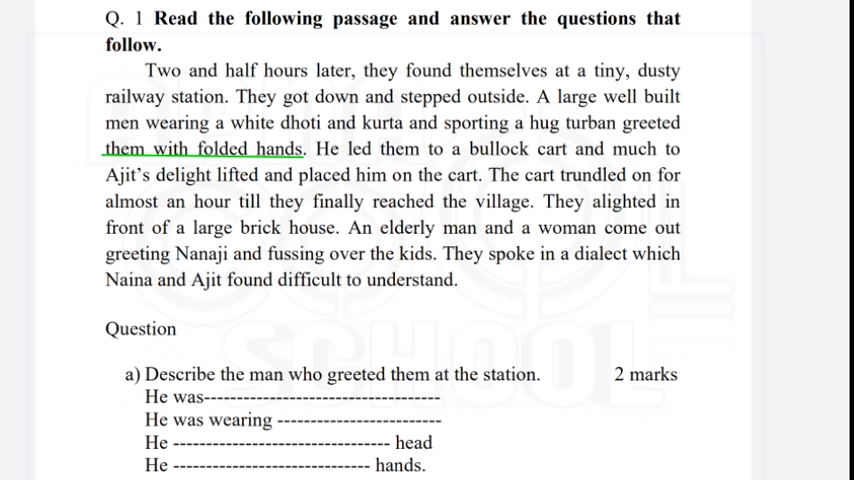 Q. 1 Read the following passage and answer the questions that
follow.
Two and half hours later, they found themselves at a tiny, dusty
railway station. They got down and stepped outside. A large well built
men wearing a white dhoti and kurta and sporting a hug turban greeted
them with folded hands. He led them to a bullock cart and much to
Ajit's delight lifted and placed him on the cart. The cart trundled on for
almost an hour till they finally reached the village. They alighted in
front of a large brick house. An elderly man and a woman come out
greeting Nanaji and fussing over the kids. They spoke in a dialect which
Naina and Ajit found difficult to understand.
Question
a) Describe the man who greeted them at the station. 2 marks
He was------------------------------------
He was wearing -------------------------
He --------------------------------- head
He ------------------------------ hands.
SCHOOL